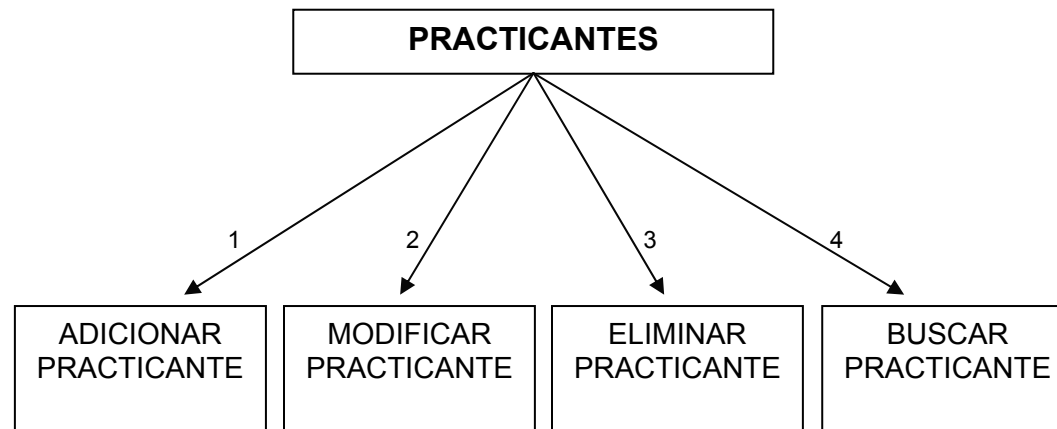 PRACTICANTES
1
2
3
4
ADICIONAR
PRACTICANTE
MODIFICAR
PRACTICANTE
ELIMINAR
PRACTICANTE
BUSCAR
PRACTICANTE